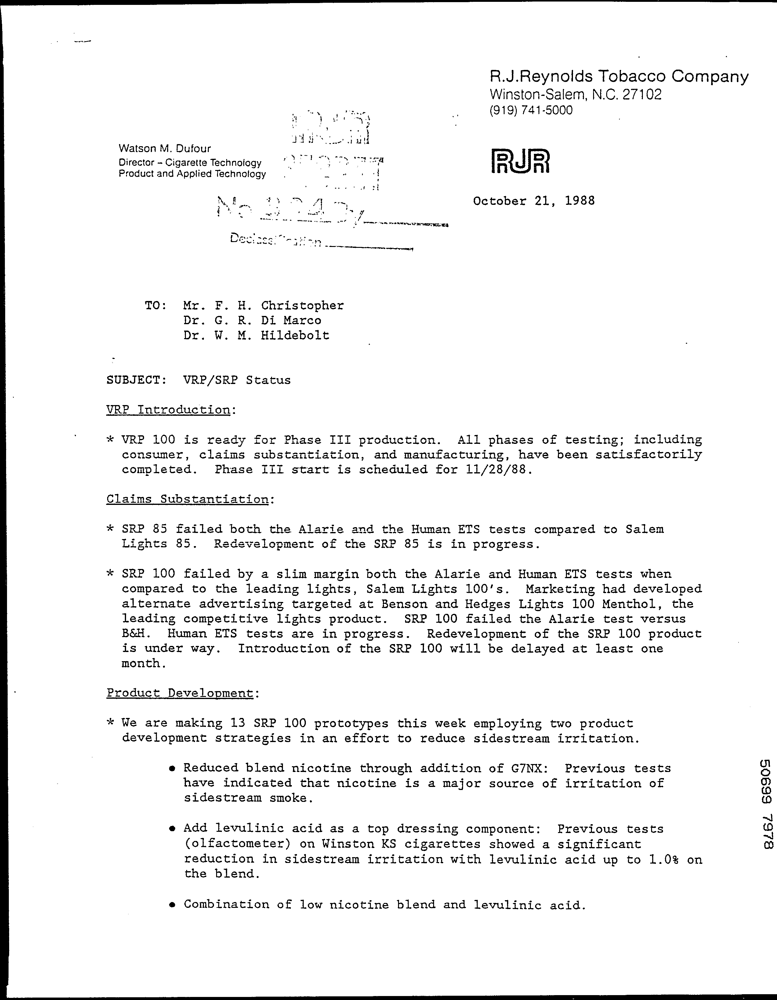 R.J.Reynolds Tobacco Company
Winston-Salem, N.C. 27102
(919) 741-5000
RJR
Watson M. Dufour
Director – Cigarette Technology
Product and Applied Technology
RJR
October 21, 1988
No.
TO: Mr. F. H. Christopher
Dr. G. R. Di Marco
Dr. W. M. Hildebolt
SUBJECT: VRP/SRP Status
VRP Introduction:
* VRP 100 is ready for Phase III production. All phases of testing; including
consumer, claims substantiation, and manufacturing, have been satisfactorily
completed. Phase III start is scheduled for 11/28/88.
Claims Substantiation:
* SRP 85 failed both the Alarie and the Human ETS tests compared to Salem
Lights 85. Redevelopment of the SRP 85 is in progress.
* SRP 100 failed by a slim margin both the Alarie and Human ETS tests when
compared to the leading lights, Salem Lights 100's. Marketing had developed
alternate advertising targeted at Benson and Hedges Lights 100 Menthol, the
leading competitive lights product. SRP 100 failed the Alarie test versus
B&H. Human ETS tests are in progress. Redevelopment of the SRP 100 product
is under way. Introduction of the SRP 100 will be delayed at least one
month.
Product Development:
* We are making 13 SRP 100 prototypes this week employing two product
development strategies in an effort to reduce sidestream irritation.
• Reduced blend nicotine through addition of G7NX: Previous tests
have indicated that nicotine is a major source of irritation of
sidestream smoke.
• Add levulinic acid as a top dressing component: Previous tests
(olfactometer) on Winston KS cigarettes showed a significant
reduction in sidestream irritation with levulinic acid up to 1.0% on
the blend.
• Combination of low nicotine blend and levulinic acid.
50699 7978